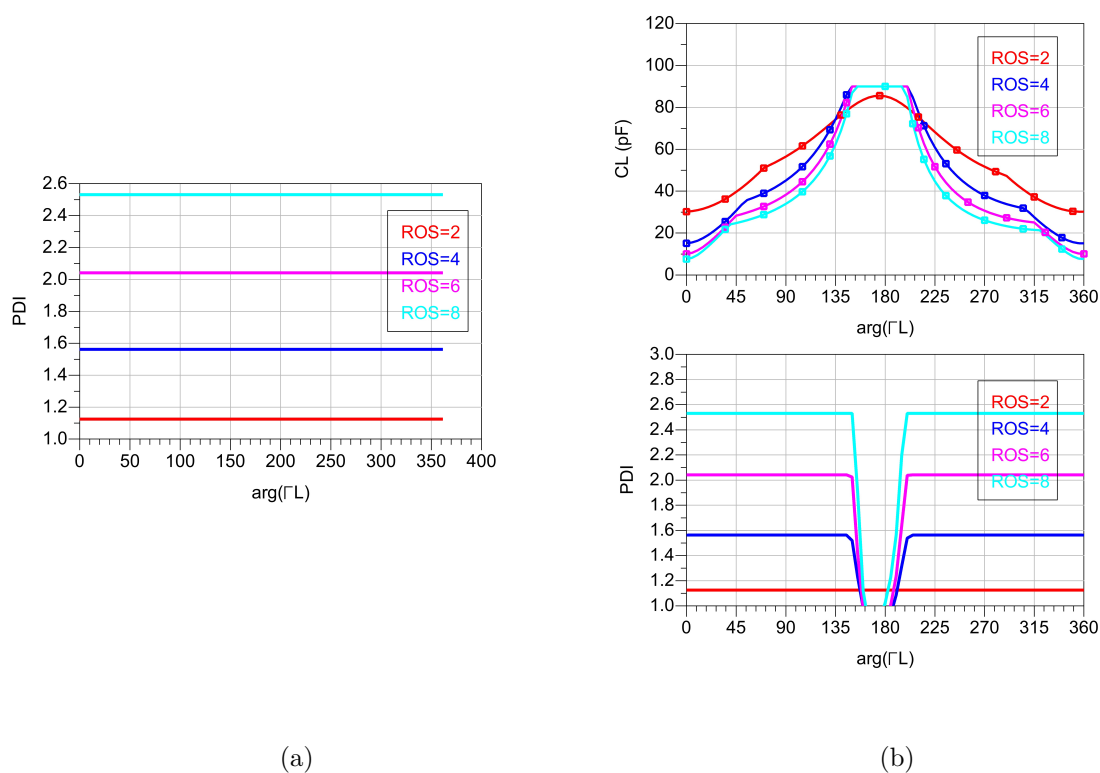 2.6
2.4
2.2
2.0
1.8
1.6
1.4
1.2
1.0
PDI
ROS=2
ROS=4
ROS=6
ROS=8
0 50 100 150 200 250 300 350 400
arg(ΓL)
(a)
120
100
80
60
40
20
0
CL (pF)
ROS=2
ROS=4
ROS=6
ROS=8
0 45 90 135 180 225 270 315 360
arg(ΓL)
3.0
2.8
2.6
2.4
2.2
2.0
1.8
1.6
1.4
1.2
1.0
PDI
ROS=2
ROS=4
ROS=6
ROS=8
0 45 90 135 180 225 270 315 360
arg(ΓL)
(b)